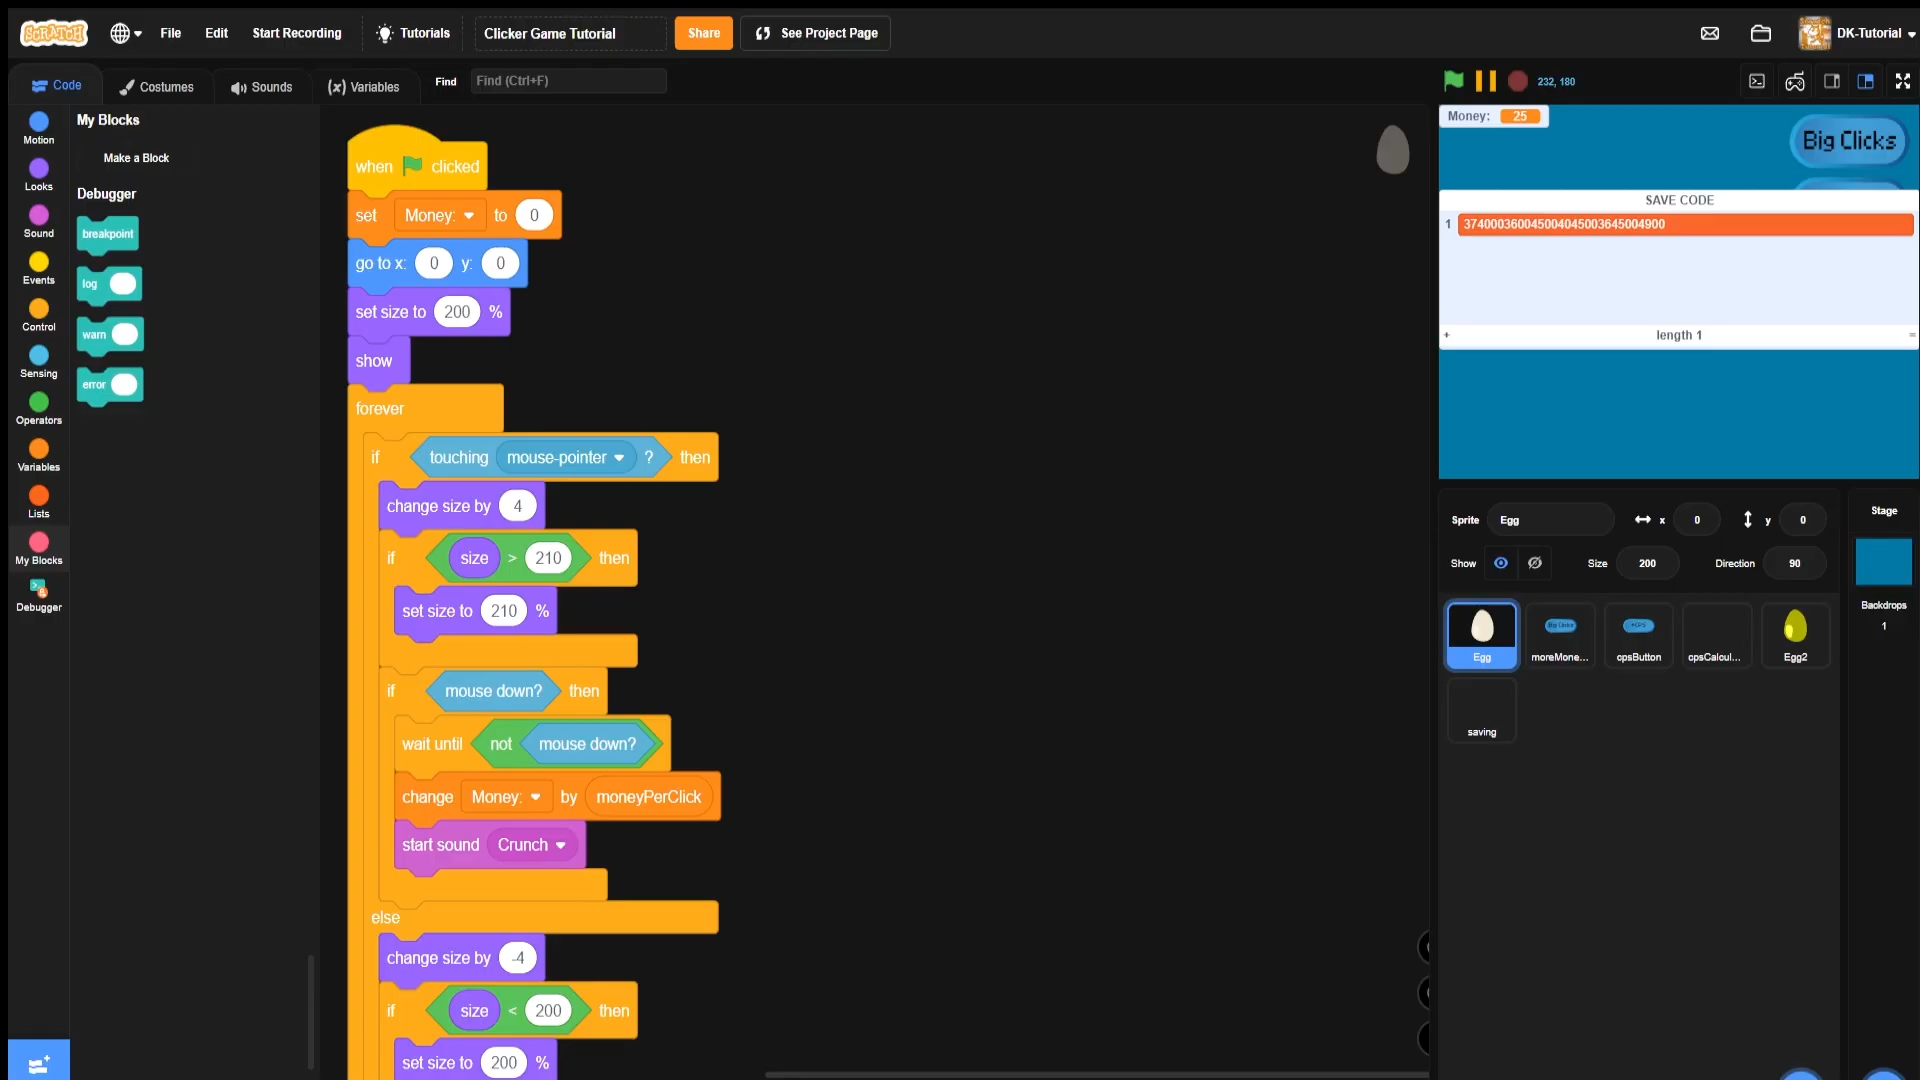 SCRATCH File Edit Start Recording Tutorials Clicker Game Tutorial Share See Project Page DK-Tutorial
Code Costumes Sounds (x) Variables Find Find (Ctrl+F) 232, 180
Motion
Looks
Sound
Events
Control
Sensing
Operators
Variables
Lists
My Blocks
Debugger
My Blocks
Make a Block
Debugger
breakpoint
log
warn
error
when clicked
set Money: to 0
go to x: 0 y: 0
set size to 200 %
show
forever
if touching mouse-pointer ? then
change size by 4
if size > 210 then
set size to 210 %
if mouse down? then
wait until not mouse down?
change Money: by moneyPerClick
start sound Crunch
else
change size by -4
if size < 200 then
set size to 200 %
Money: 25
Big Clicks
SAVE CODE
1 374000360045004045003645004900
+ length 1 =
Sprite Egg x 0 y 0
Show Size 200 Direction 90
Egg
Big Clicks
moreMone...
+CPS
cpsButton
cpsCalcul...
Egg2
saving
Stage
Backdrops
1